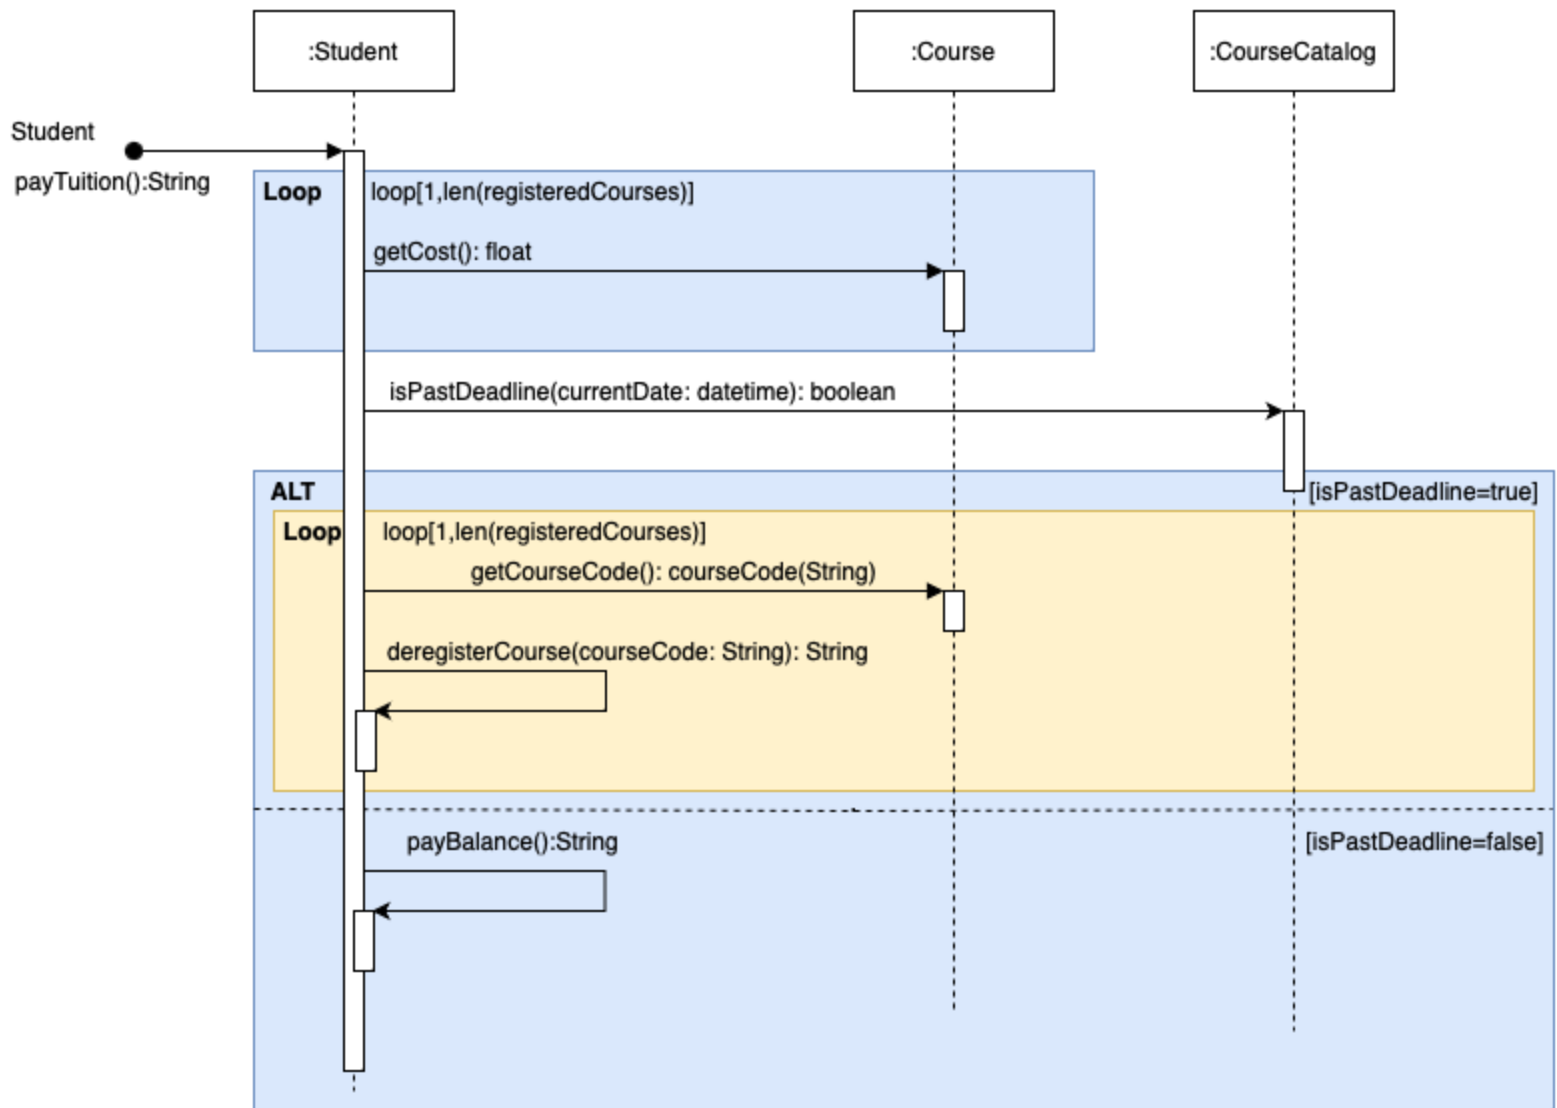 :Student
:Course
:CourseCatalog
Student
payTuition():String
Loop
loop[1,len(registeredCourses)]
getCost(): float
isPastDeadline(currentDate: datetime): boolean
ALT
[isPastDeadline=true]
Loop
loop[1,len(registeredCourses)]
getCourseCode(): courseCode(String)
deregisterCourse(courseCode: String): String
payBalance():String
[isPastDeadline=false]